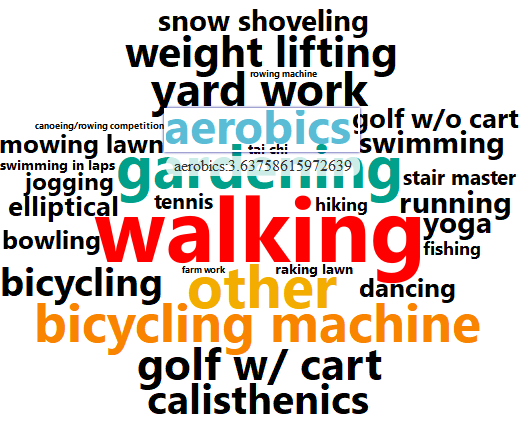 snow shoveling
weight lifting
rowing machine
yard work
canoeing/rowing competition
aerobics
golf w/o cart
mowing lawn
tai chi
swimming
swimming in laps
aerobics:3.63758615972639
gardening
stair master
jogging
elliptical
tennis
hiking
running
walking
yoga
bowling
fishing
farm work
raking lawn
bicycling
other
dancing
bicycling machine
golf w/ cart
calisthenics